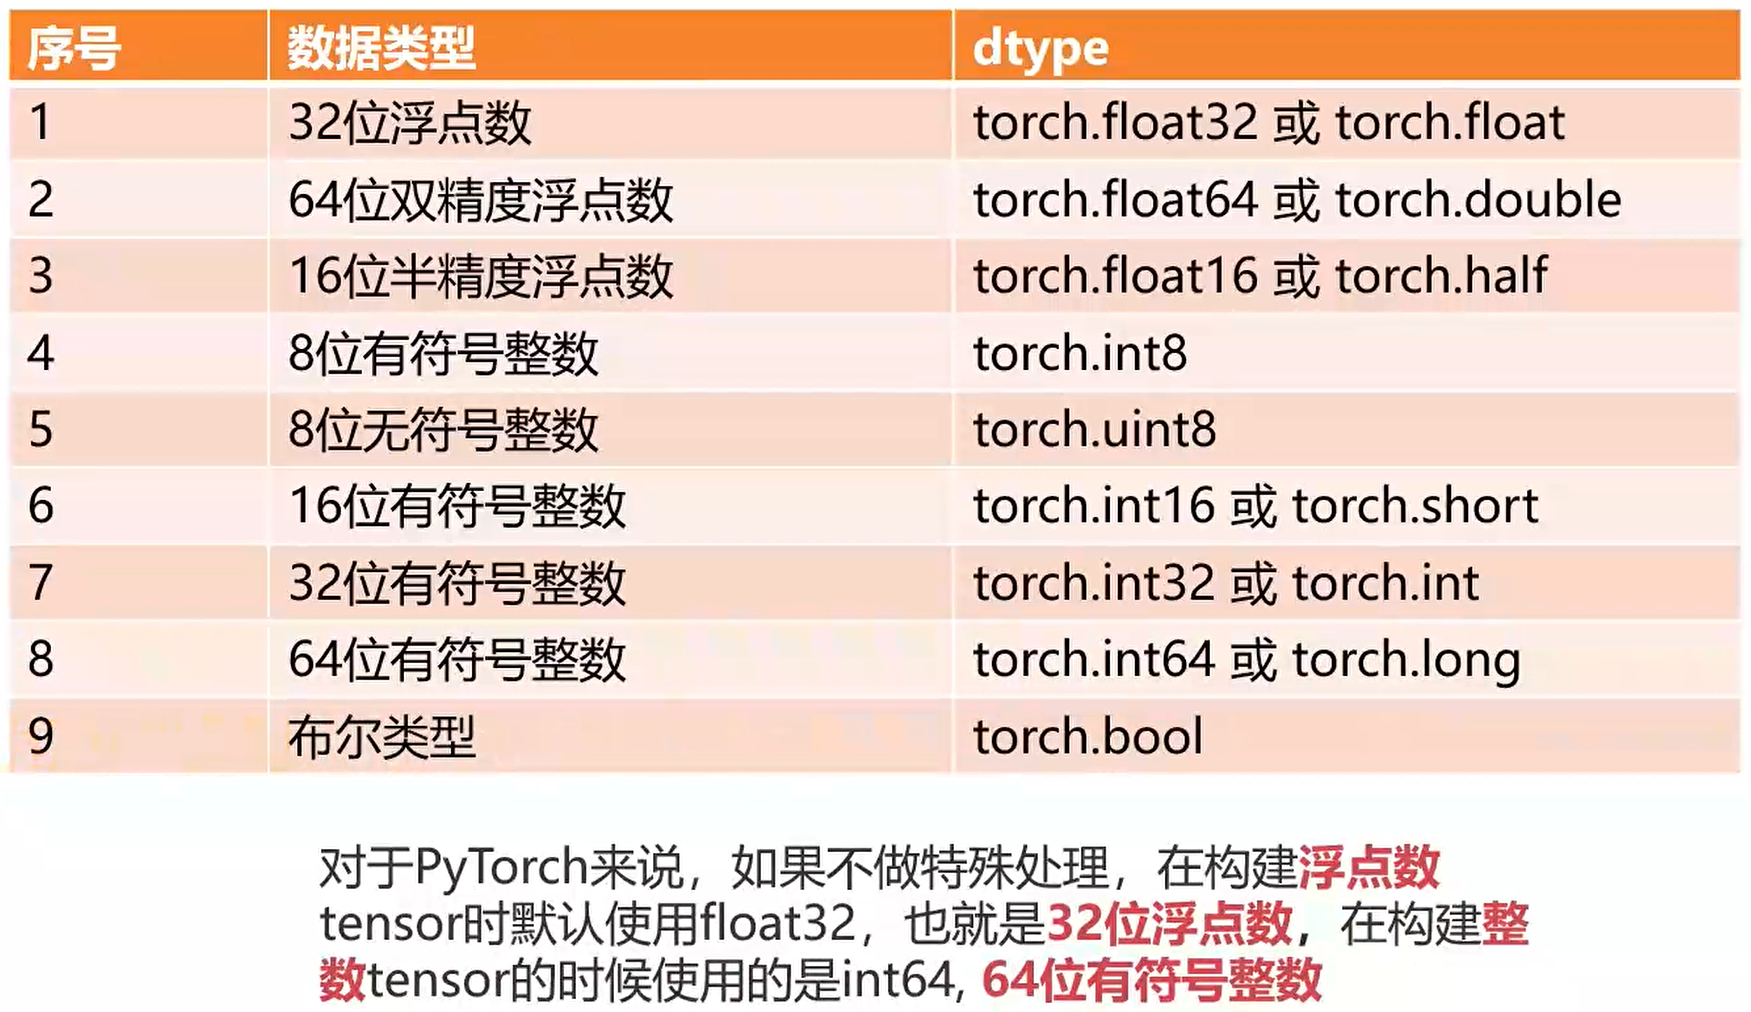 序号 数据类型 dtype
1 32位浮点数 torch.float32 或 torch.float
2 64位双精度浮点数 torch.float64 或 torch.double
3 16位半精度浮点数 torch.float16 或 torch.half
4 8位有符号整数 torch.int8
5 8位无符号整数 torch.uint8
6 16位有符号整数 torch.int16 或 torch.short
7 32位有符号整数 torch.int32 或 torch.int
8 64位有符号整数 torch.int64 或 torch.long
9 布尔类型 torch.bool
对于PyTorch来说，如果不做特殊处理，在构建浮点数
tensor时默认使用float32，也就是32位浮点数，在构建整
数tensor的时候使用的是int64, 64位有符号整数